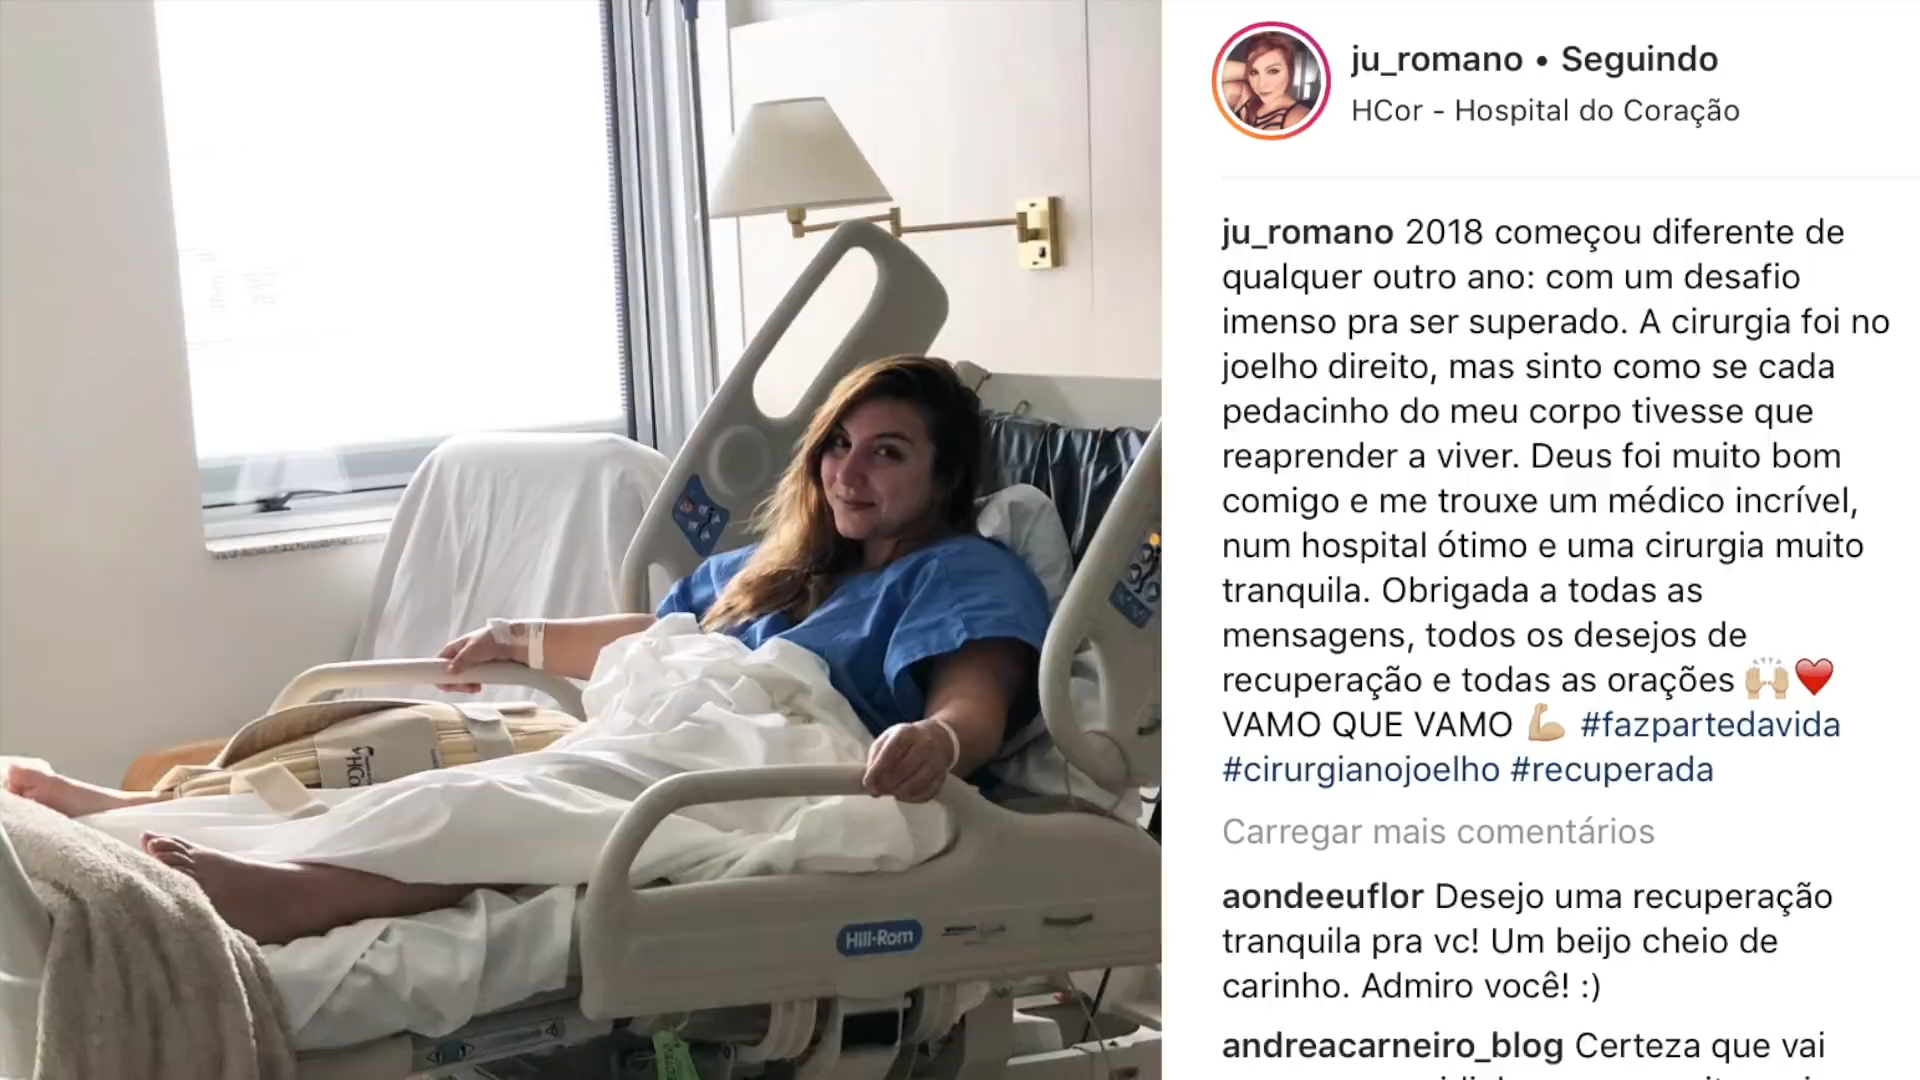 ju_romano • Seguindo
HCor - Hospital do Coração
ju_romano 2018 começou diferente de
qualquer outro ano: com um desafio
imenso pra ser superado. A cirurgia foi no
joelho direito, mas sinto como se cada
pedacinho do meu corpo tivesse que
reaprender a viver. Deus foi muito bom
comigo e me trouxe um médico incrível,
num hospital ótimo e uma cirurgia muito
tranquila. Obrigada a todas as
mensagens, todos os desejos de
recuperação e todas as orações 🙌🏼❤️
VAMO QUE VAMO 💪🏼 #fazpartedavida
#cirurgianojoelho #recuperada
Carregar mais comentários
aondeeuflor Desejo uma recuperação
tranquila pra vc! Um beijo cheio de
carinho. Admiro você! :)
andreacarneiro_blog Certeza que vai
HCor
Hill-Rom